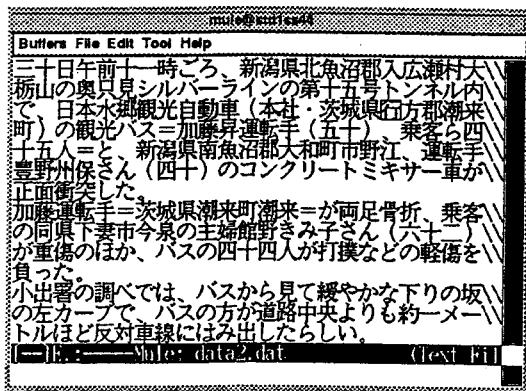 mule@sud1ss48
Buffers File Edit Tool Help
三十日午前十一時ごろ、新潟県北魚沼郡入広瀬村大\\
栃山の奥只見シルバーラインの第十五号トンネル内\\
で、日本水郷観光自動車（本社・茨城県行方郡潮来\\
町）の観光バス＝加藤昇運転手（五十）、乗客ら四\\
十五人＝と、新潟県南魚沼郡大和町市野江、運転手\\
豊野州保さん（四十）のコンクリートミキサー車が\\
正面衝突した。
加藤運転手＝茨城県潮来町潮来＝が両足骨折、乗客\\
の同県下妻市今泉の主婦館野きみ子さん（六十二）\\
が重傷のほか、バスの四十四人が打撲などの軽傷を\\
負った。
小出署の調べでは、バスから見て緩やかな下りの坂\\
の左カーブで、バスの方が道路中央よりも約一メー\\
トルほど反対車線にはみ出したらしい。
[--]E.:-----Mule: data2.dat (Text Fil